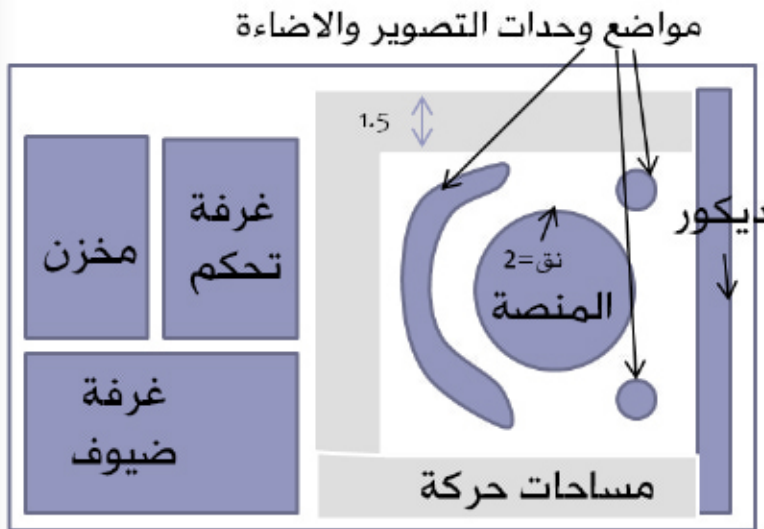 مواضع وحدات التصوير والاضاءة
1.5
ديكور
نق=2
المنصة
غرفة
تحكم
مخزن
غرفة
ضيوف
مساحات حركة